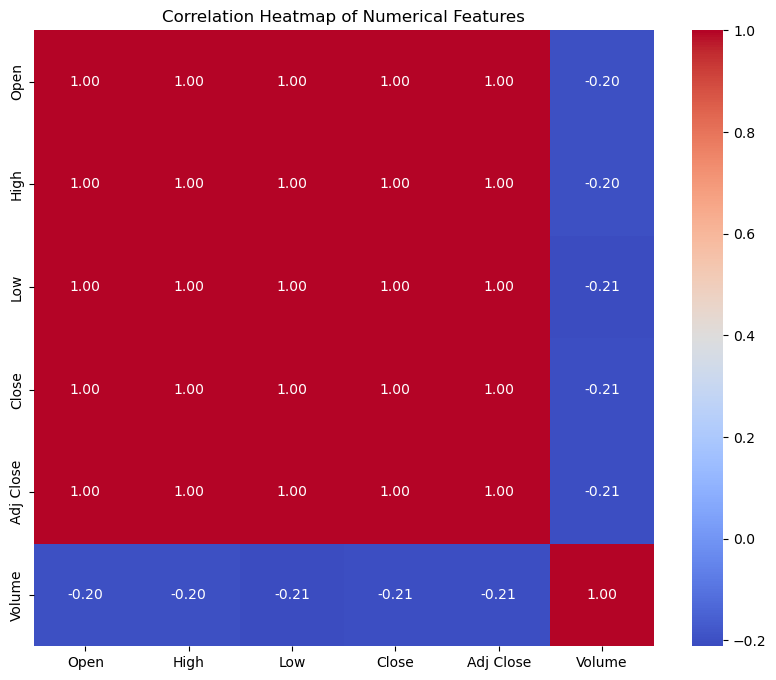 Correlation Heatmap of Numerical Features
Open 1.00 1.00 1.00 1.00 1.00 -0.20
High 1.00 1.00 1.00 1.00 1.00 -0.20
Low 1.00 1.00 1.00 1.00 1.00 -0.21
Close 1.00 1.00 1.00 1.00 1.00 -0.21
Adj Close 1.00 1.00 1.00 1.00 1.00 -0.21
Volume -0.20 -0.20 -0.21 -0.21 -0.21 1.00
Open High Low Close Adj Close Volume
1.0
0.8
0.6
0.4
0.2
0.0
−0.2